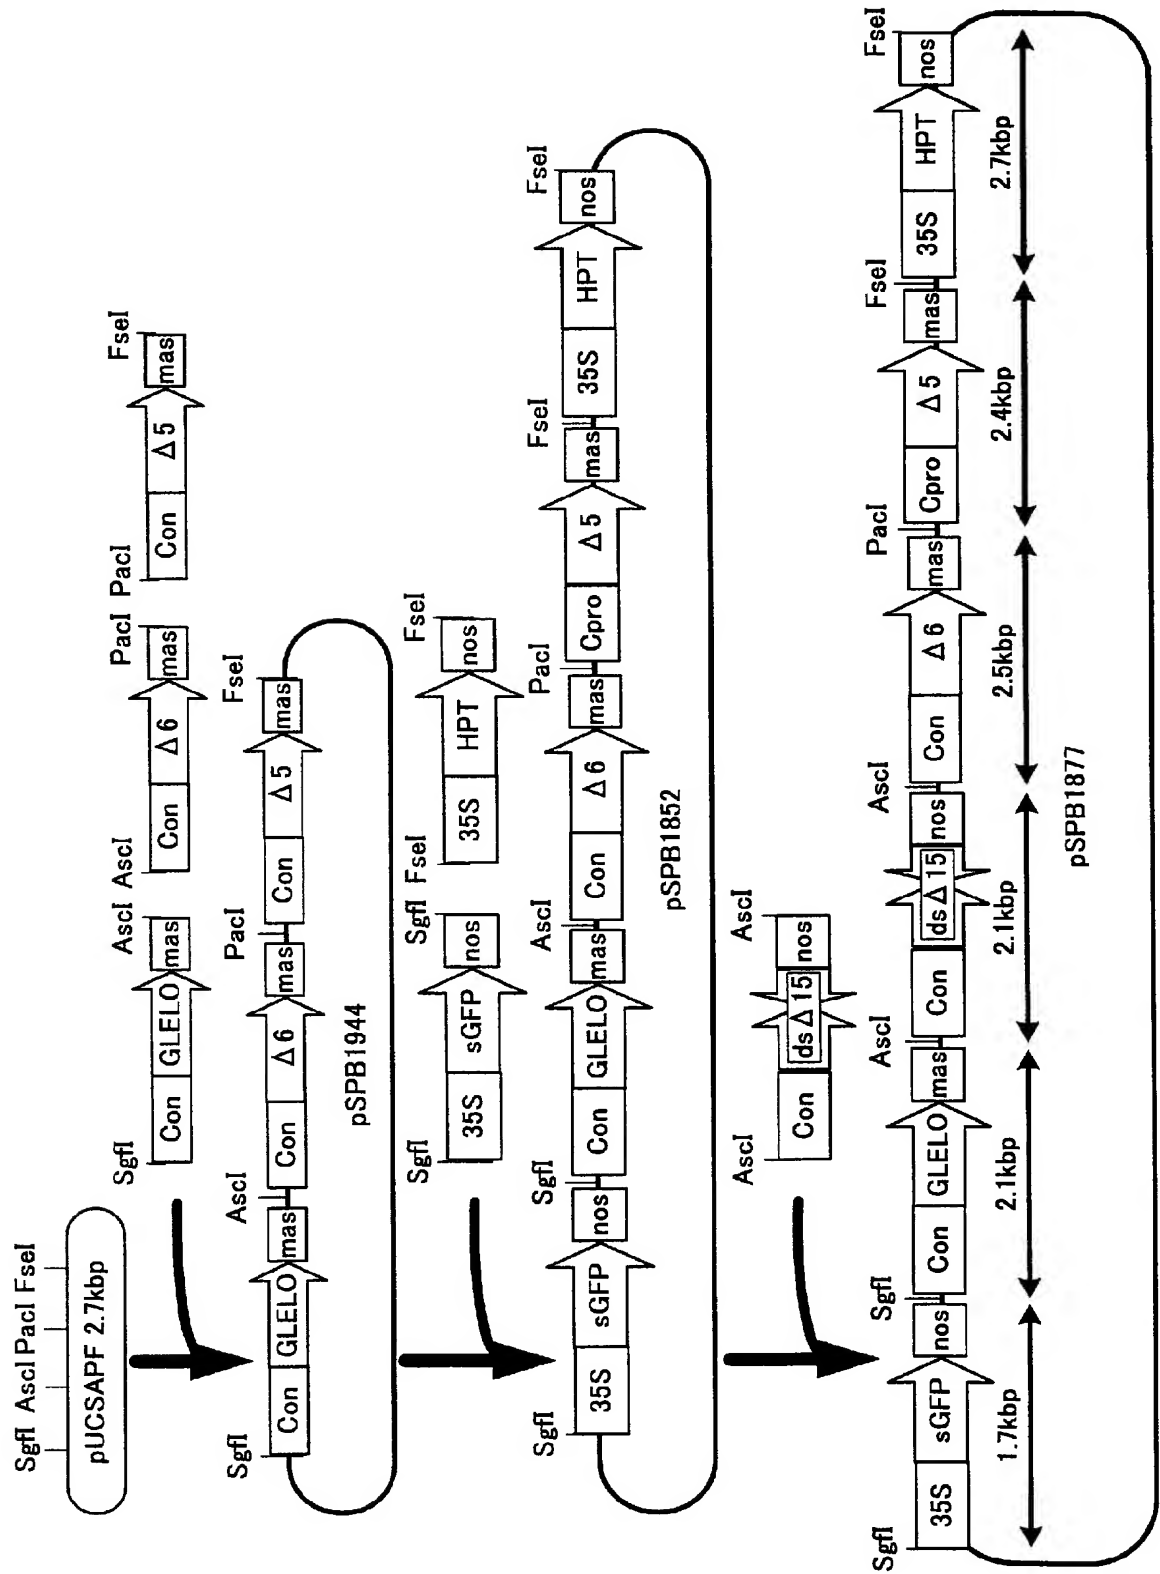 SgfI AscI PacI FseI
pUCSAPF 2.7kbp
SgfI AscI AscI PacI PacI FseI
Con GLELO mas Con Δ6 mas Con Δ5 mas
SgfI AscI PacI FseI
Con GLELO mas Con Δ6 mas Con Δ5 mas
pSPB1944
SgfI SgfI FseI FseI
35S sGFP nos 35S HPT nos
SgfI SgfI AscI PacI FseI FseI
35S sGFP nos Con GLELO mas Con Δ6 mas Cpro Δ5 mas 35S HPT nos
pSPB1852
AscI AscI
Con dsΔ15 nos
SgfI SgfI AscI AscI PacI FseI FseI
35S sGFP nos Con GLELO mas Con dsΔ15 nos Con Δ6 mas Cpro Δ5 mas 35S HPT nos
1.7kbp 2.1kbp 2.1kbp 2.5kbp 2.4kbp 2.7kbp
pSPB1877